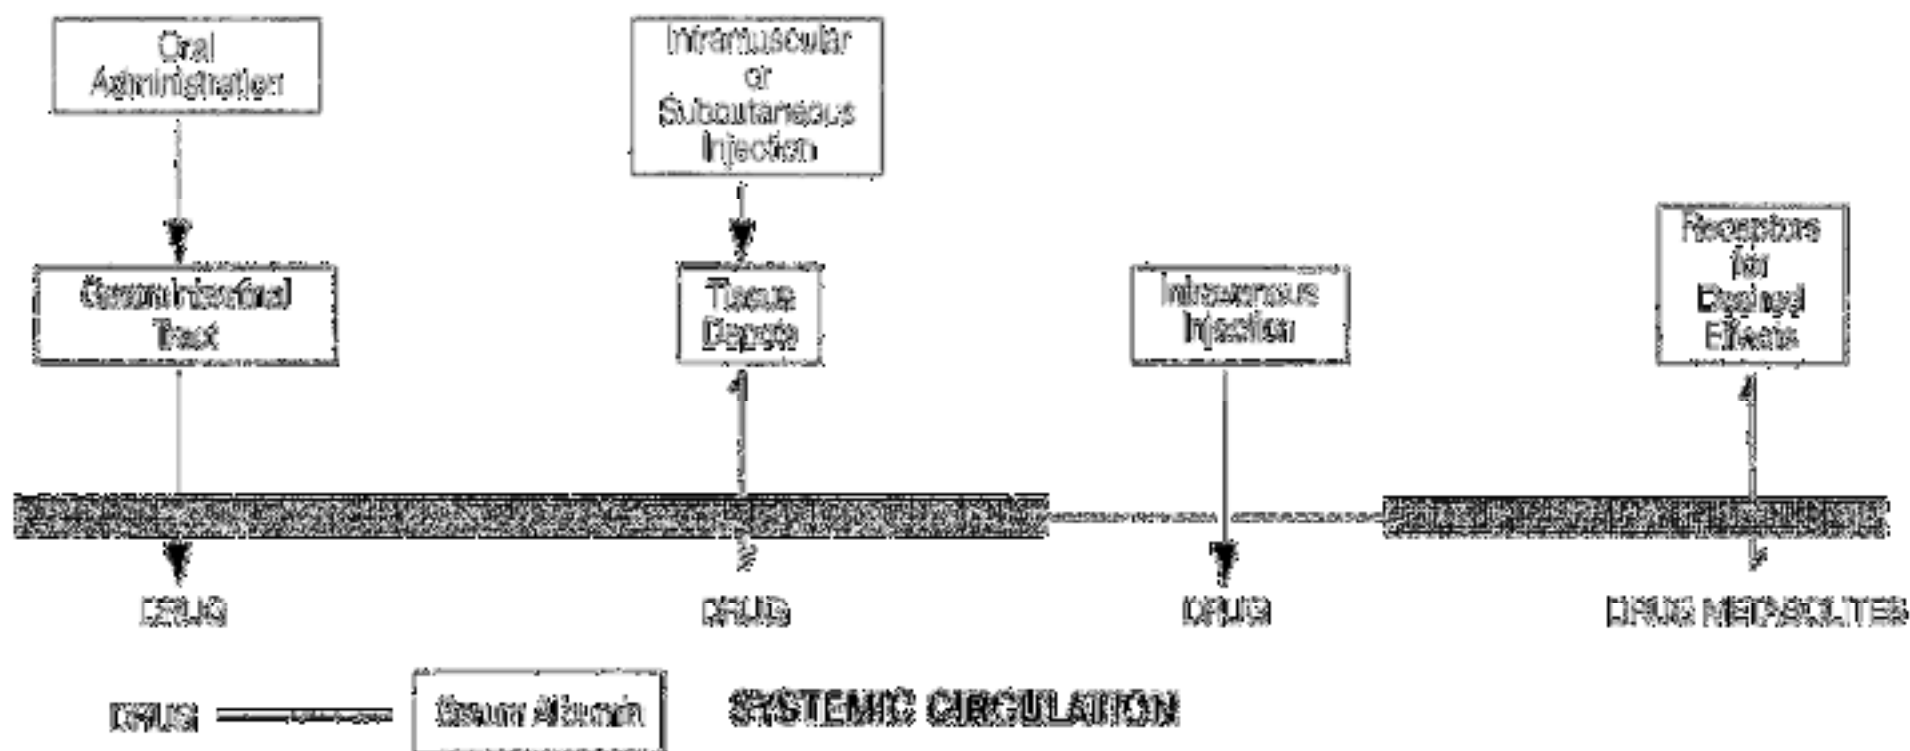 Oral
Administration
Intramuscular
or
Subcutaneous
Injection
Receptors
for
Desired
Effects
Gastrointestinal
Tract
Tissue
Depots
Intravenous
Injection
DRUG
DRUG
DRUG
DRUG METABOLITES
DRUG
Serum Albumin
SYSTEMIC CIRCULATION